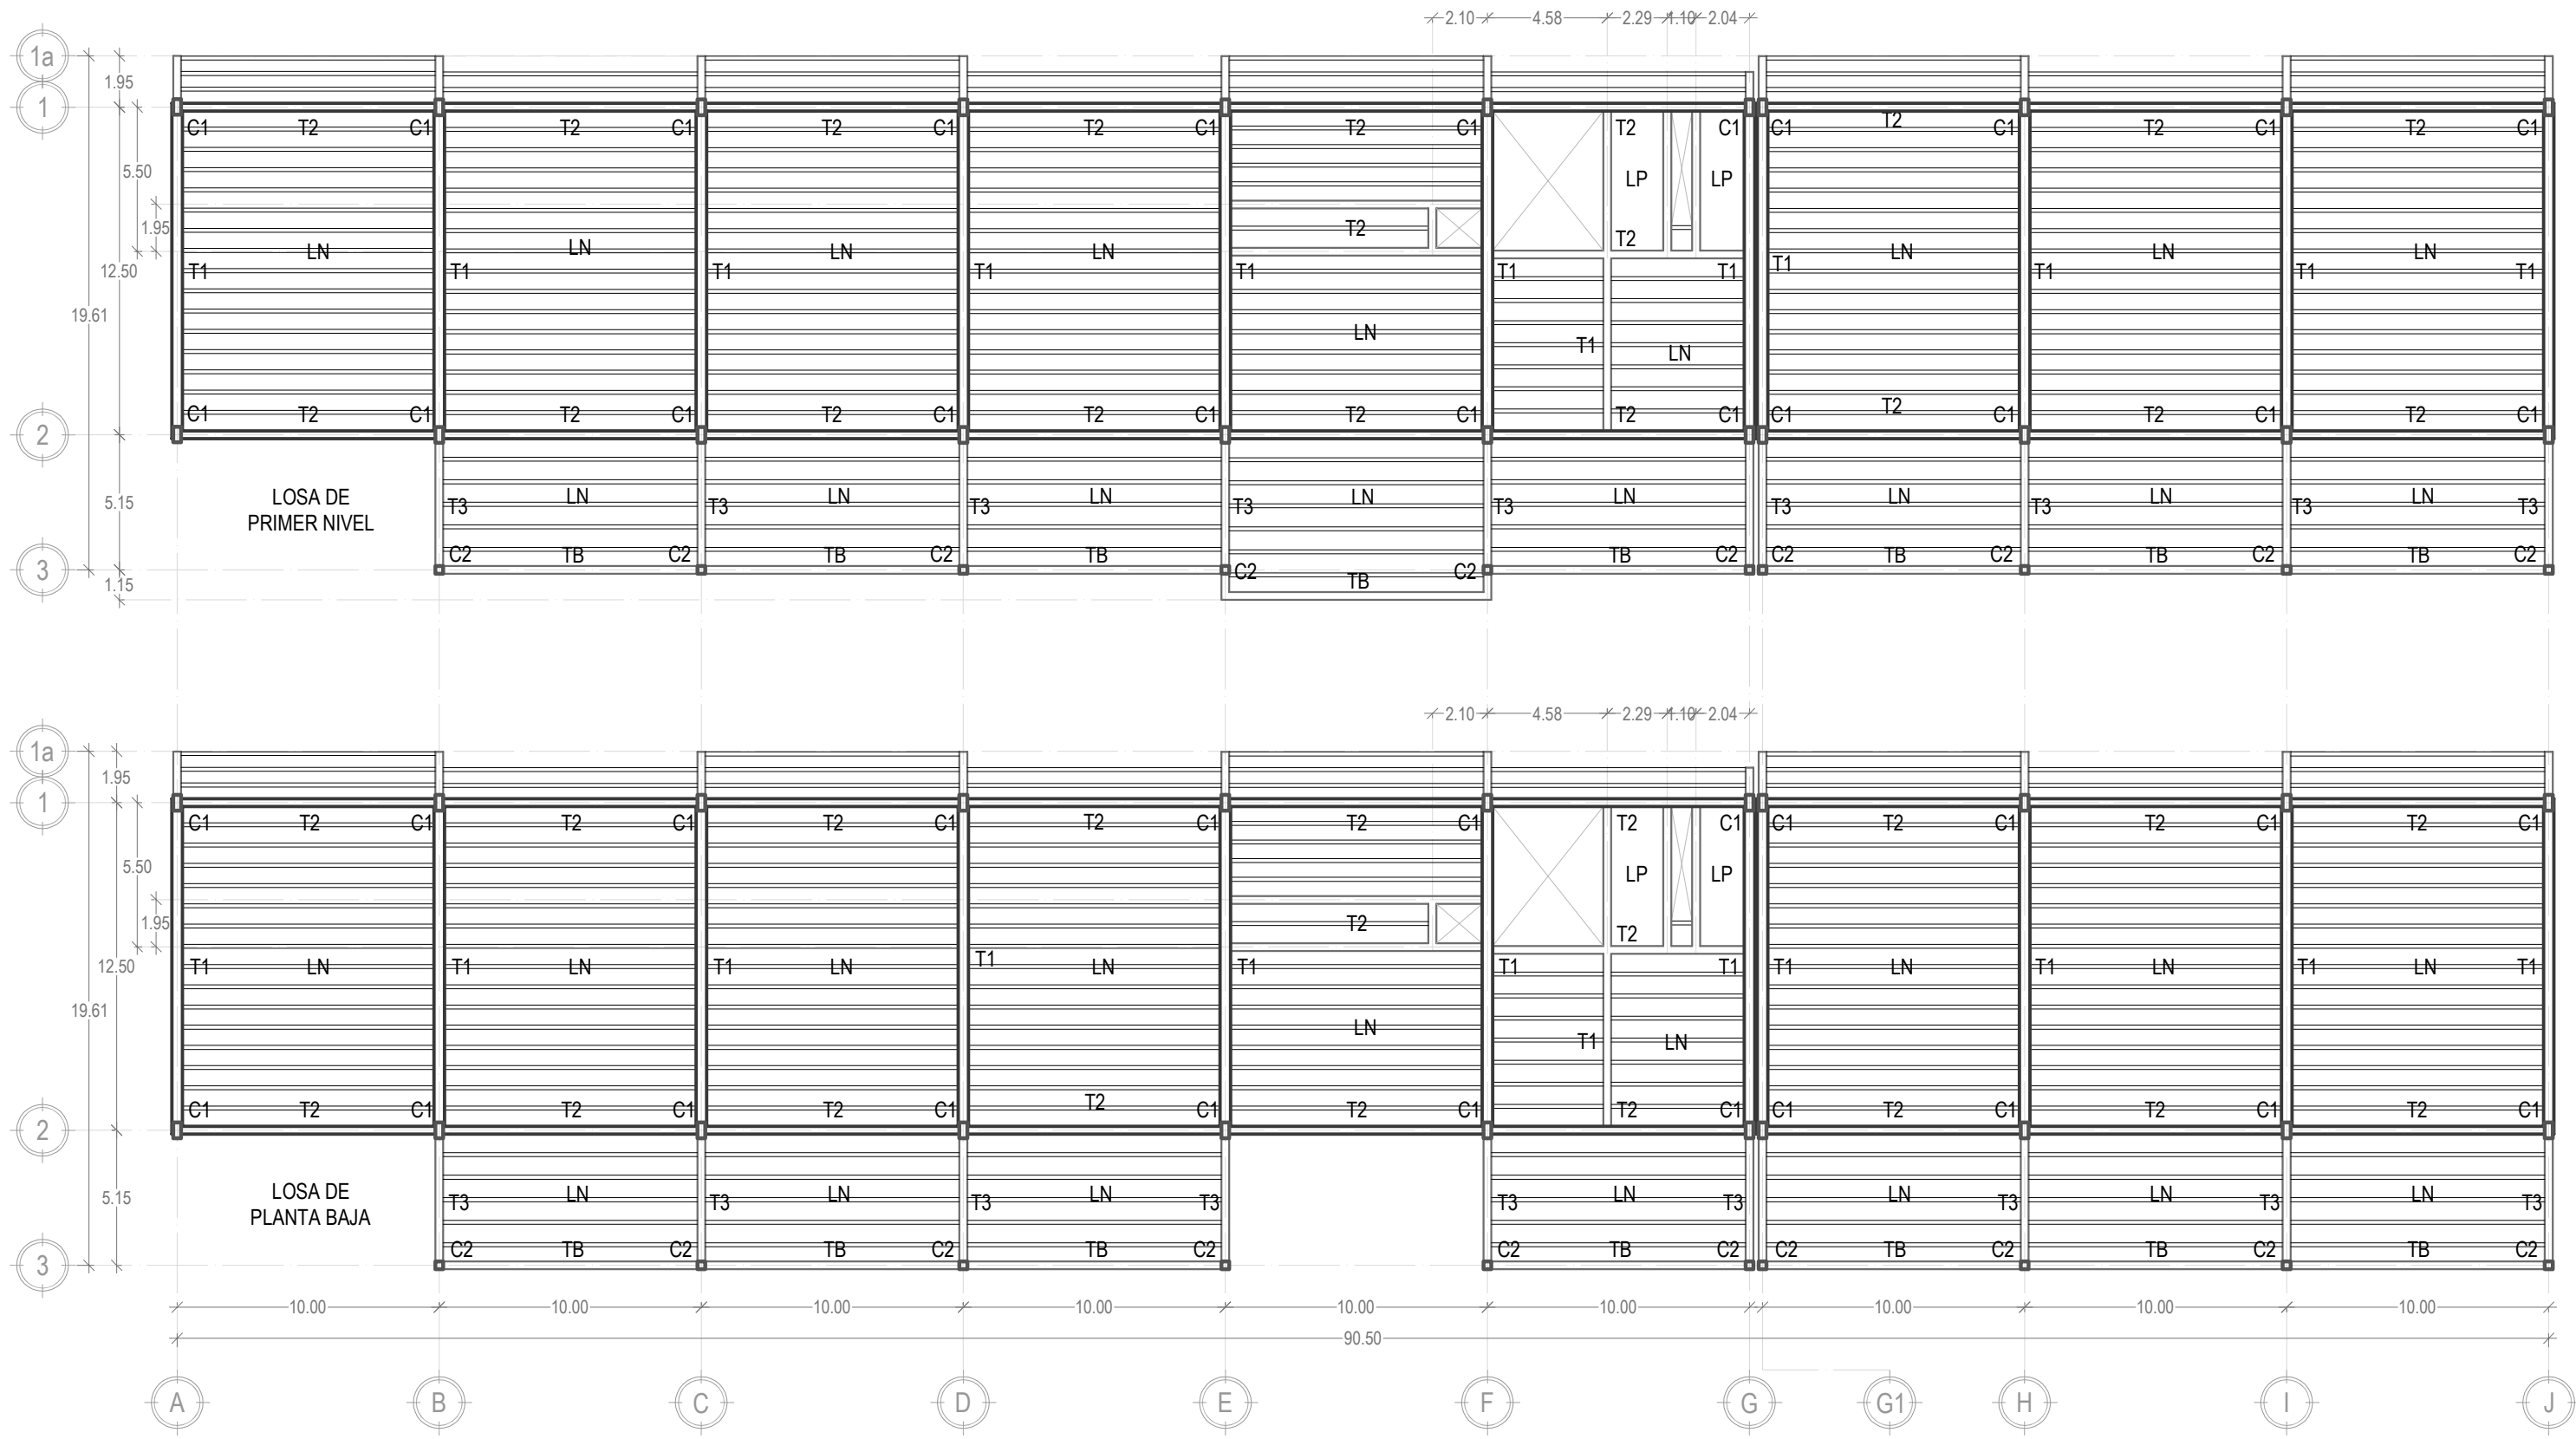 2.10 4.58 2.29 1.10 2.04
1a
1.95
1
C1 T2 C1 T2 C1 T2 C1 T2 C1 T2 C1 T2 C1 C1 T2 C1 T2 C1 T2 C1
5.50
LP LP
1.95
T2 T2
LN LN LN LN LN LN LN
12.50
T1 T1 T1 T1 T1 T1 T1 T1 T1 T1 T1
19.61
LN T1 LN
C1 T2 C1 T2 C1 T2 C1 T2 C1 T2 C1 T2 C1 C1 T2 C1 T2 C1 T2 C1
2
5.15
LOSA DE
PRIMER NIVEL
LN LN LN LN LN LN LN LN
T3 T3 T3 T3 T3 T3 T3 T3 T3
C2 TB C2 TB C2 TB C2 TB C2 TB C2 C2 TB C2 TB C2 TB C2
3
1.15
2.10 4.58 2.29 1.10 2.04
1a
1.95
1
C1 T2 C1 T2 C1 T2 C1 T2 C1 T2 C1 T2 C1 C1 T2 C1 T2 C1 T2 C1
5.50
LP LP
1.95
T2 T2
12.50
T1 LN T1 LN T1 LN T1 LN T1 T1 T1 T1 LN T1 LN T1 LN T1
19.61
LN T1 LN
C1 T2 C1 T2 C1 T2 C1 T2 C1 T2 C1 T2 C1 C1 T2 C1 T2 C1 T2 C1
2
5.15
LOSA DE
PLANTA BAJA
LN LN LN LN LN LN LN
T3 T3 T3 T3 T3 T3 T3 T3 T3
C2 TB C2 TB C2 TB C2 C2 TB C2 C2 TB C2 TB C2 TB C2
3
10.00 10.00 10.00 10.00 10.00 10.00 10.00 10.00 10.00
90.50
A B C D E F G G1 H I J